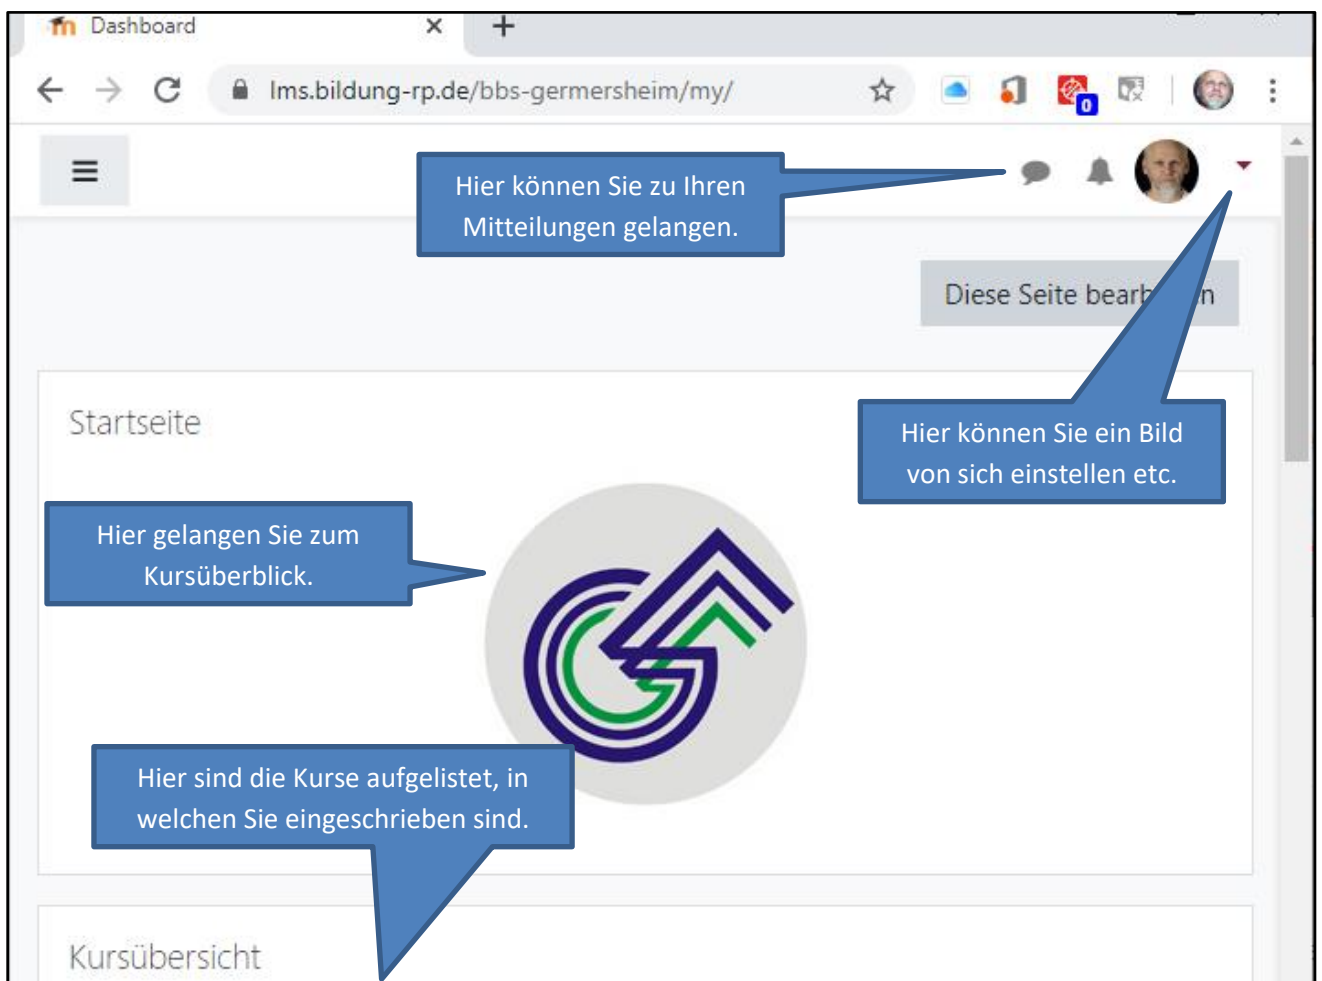 Dashboard
lms.bildung-rp.de/bbs-germersheim/my/
0
Hier können Sie zu Ihren
Mitteilungen gelangen.
Diese Seite bearb n
Hier können Sie ein Bild
von sich einstellen etc.
Startseite
Hier gelangen Sie zum
Kursüberblick.
Hier sind die Kurse aufgelistet, in
welchen Sie eingeschrieben sind.
Kursübersicht